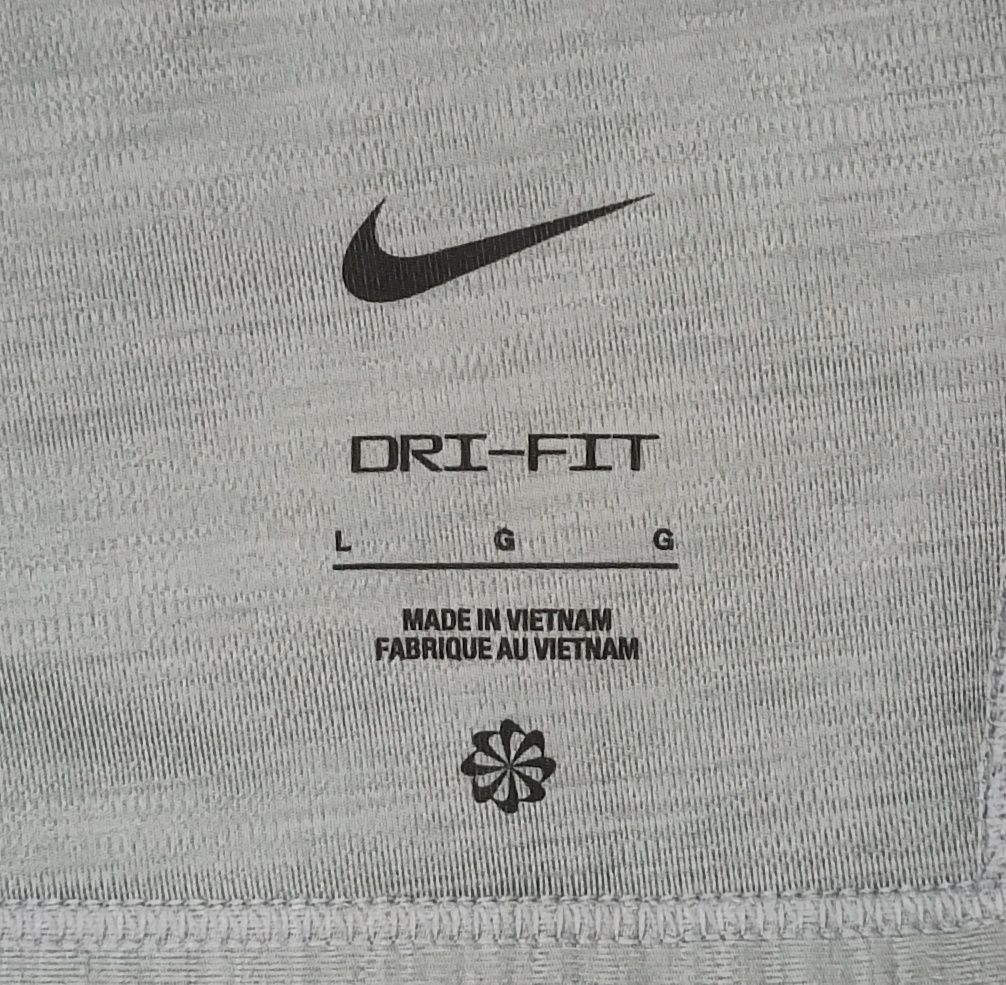 DRI-FIT
L G G
MADE IN VIETNAM
FABRIQUE AU VIETNAM